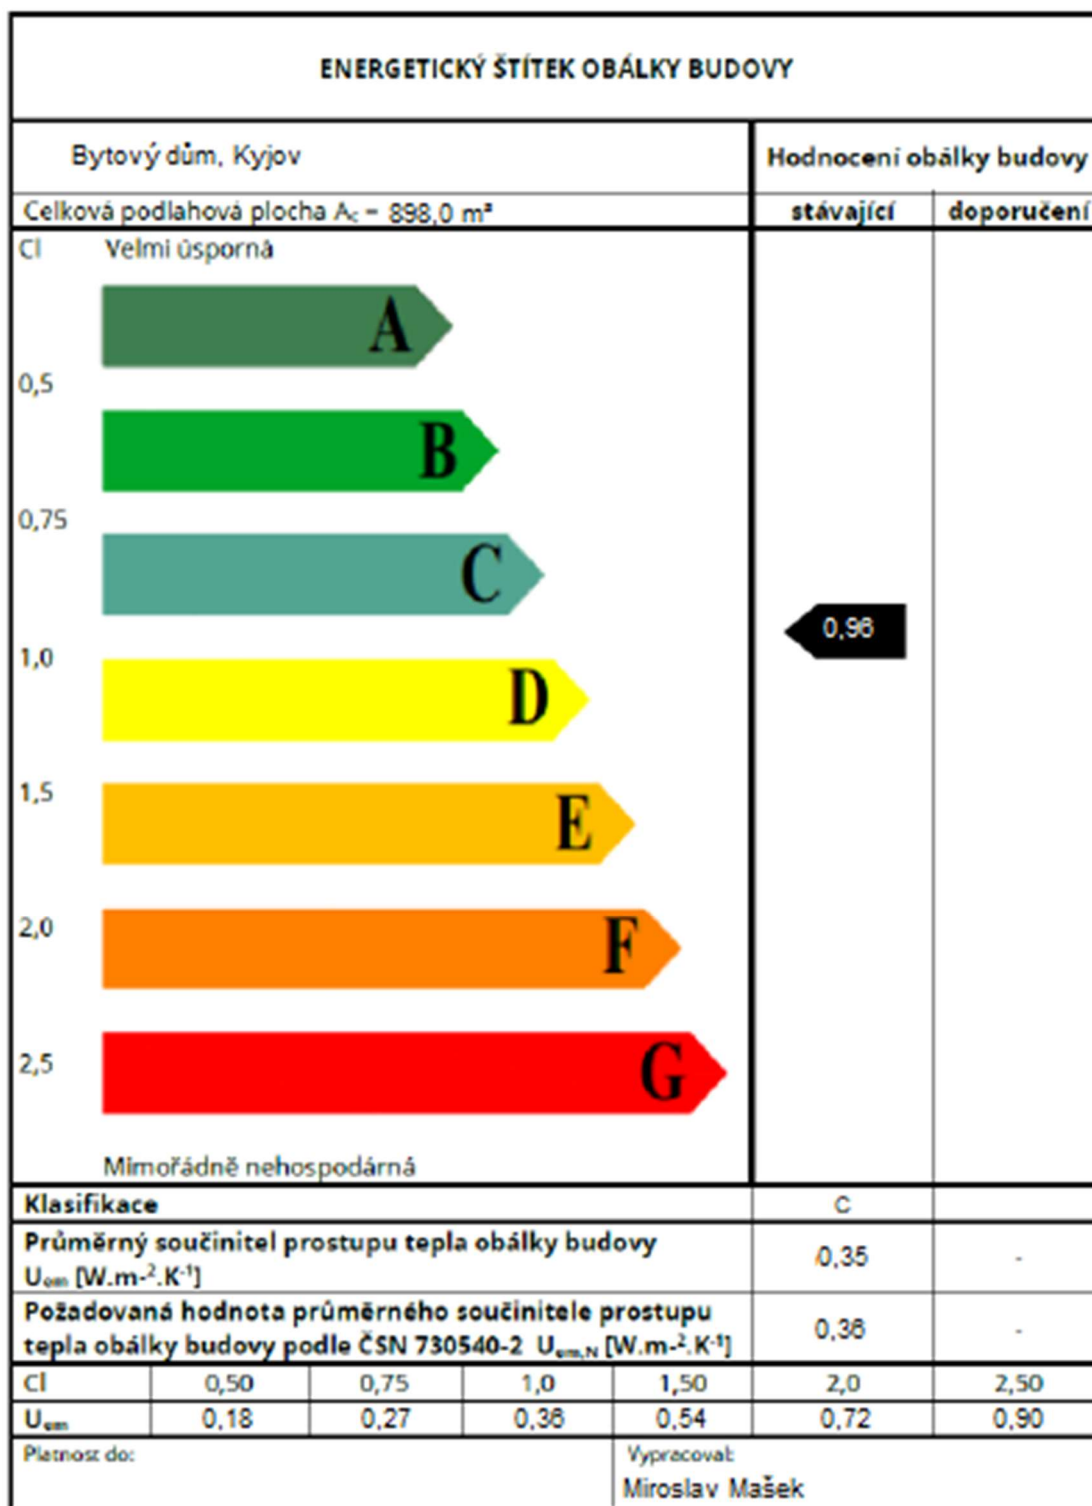 ENERGETICKÝ ŠTÍTEK OBÁLKY BUDOVY
Bytový dům, Kyjov
Hodnocení obálky budovy
Celková podlahová plocha Ac = 898,0 m²
stávající
doporučení
CI
Velmi úsporná
A
0,5
B
0,75
C
0,96
1,0
D
1,5
E
2,0
F
2,5
G
Mimořádně nehospodárná
Klasifikace
C
Průměrný součinitel prostupu tepla obálky budovy
Uem [W.m-².K-¹]
0,35
-
Požadovaná hodnota průměrného součinitele prostupu
tepla obálky budovy podle ČSN 730540-2 Uem,N [W.m-².K-¹]
0,36
-
CI 0,50 0,75 1,0 1,50 2,0 2,50
Uem 0,18 0,27 0,36 0,54 0,72 0,90
Platnost do:
Vypracoval:
Miroslav Mašek